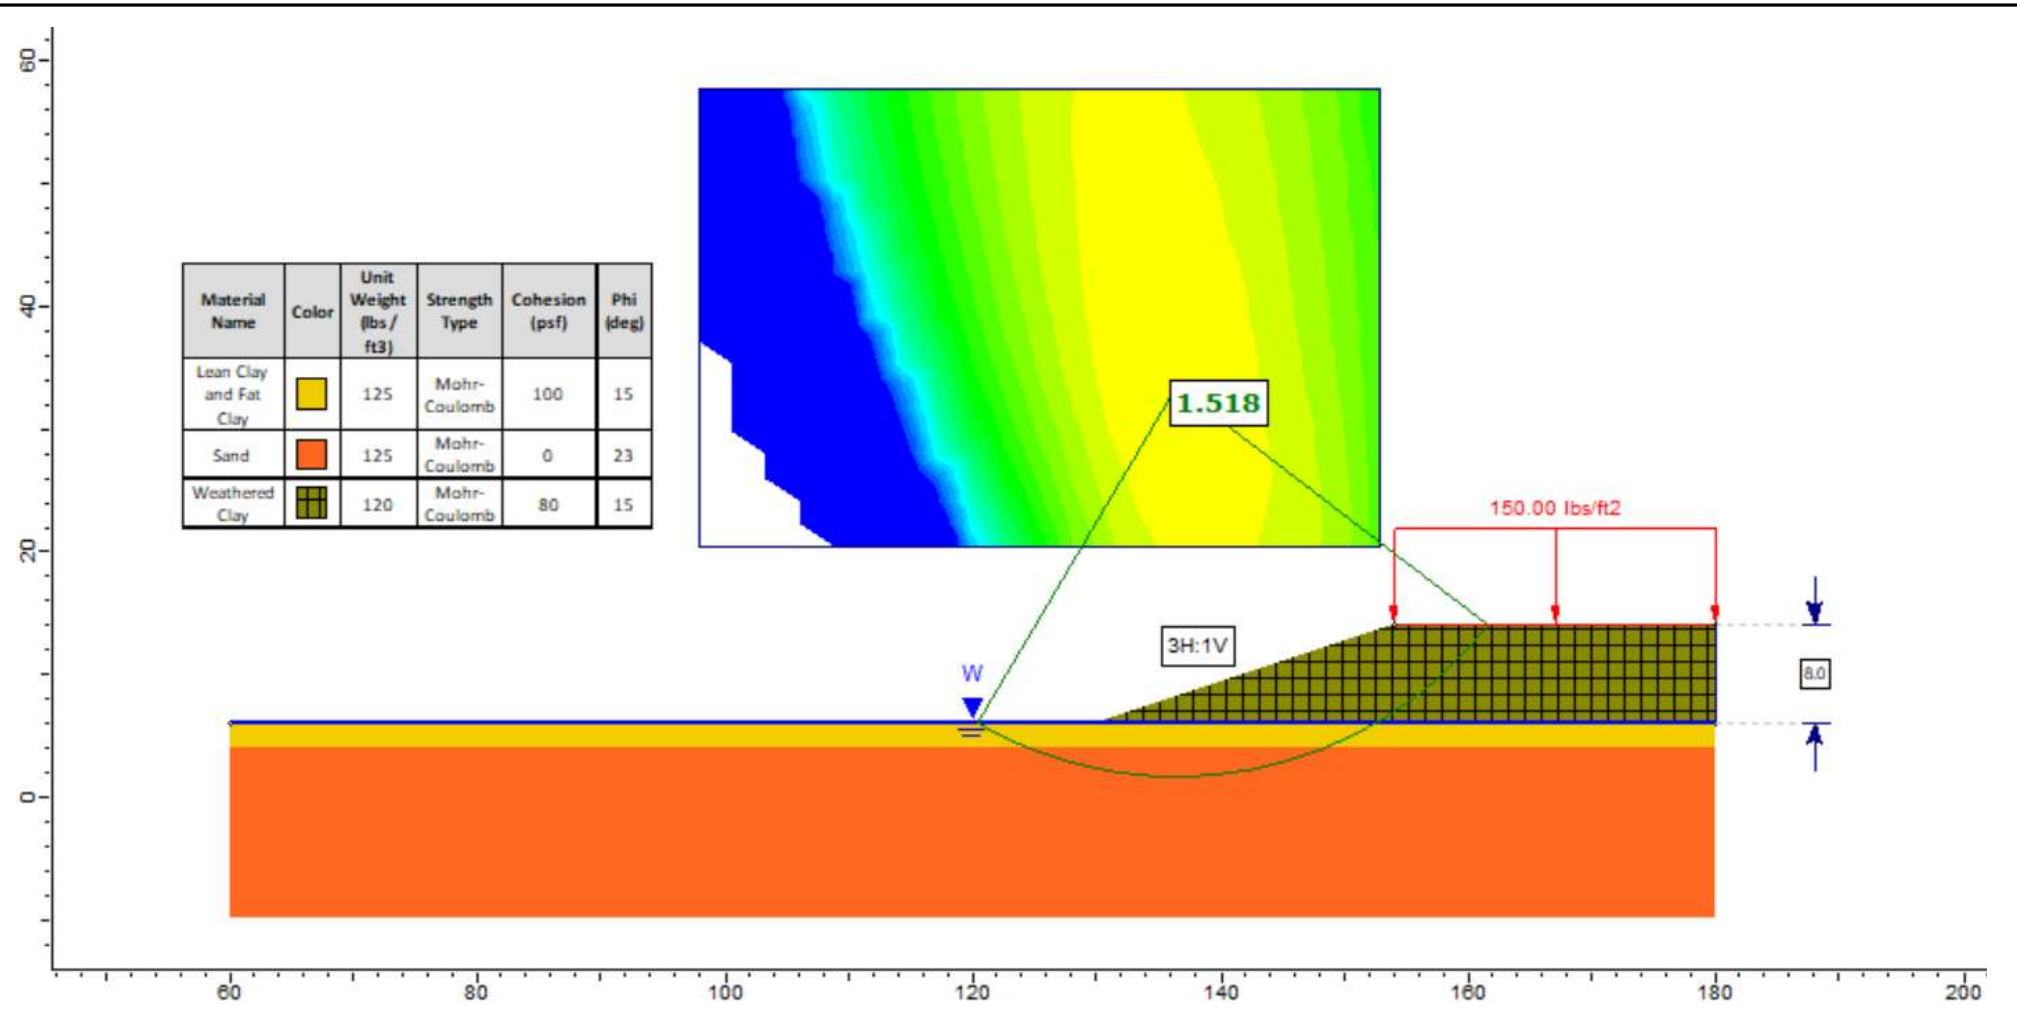 60
40
20
0
Material Name
Color
Unit Weight (lbs / ft3)
Strength Type
Cohesion (psf)
Phi (deg)
Lean Clay and Fat Clay
125
Mohr-Coulomb
100
15
Sand
125
Mohr-Coulomb
0
23
Weathered Clay
120
Mohr-Coulomb
80
15
1.518
150.00 lbs/ft2
3H:1V
W
8.0
60
80
100
120
140
160
180
200